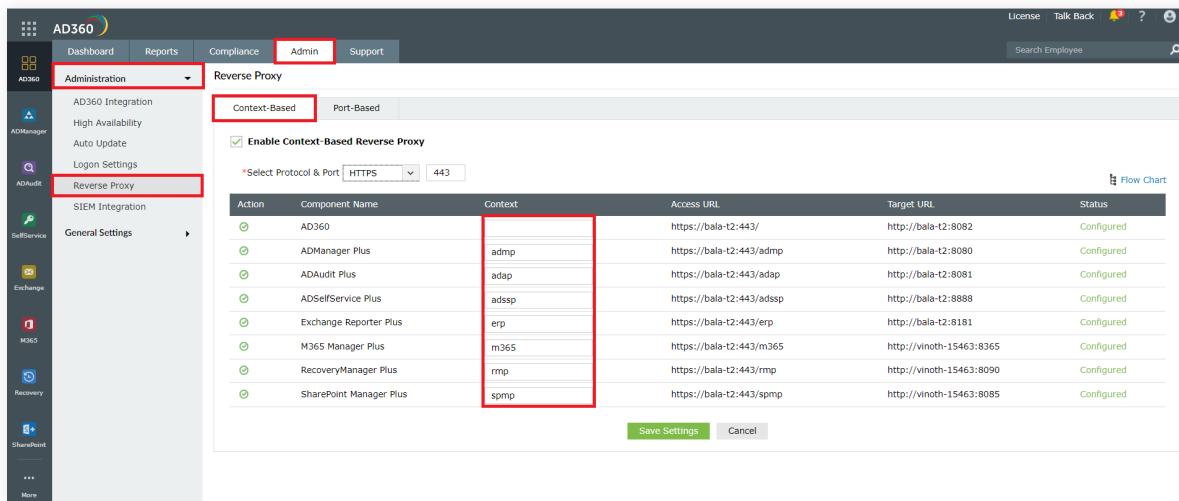 License Talk Back 3 ?
AD360
Dashboard Reports Compliance Admin Support Search Employee
AD360
ADManager
ADAudit
SelfService
Exchange
M365
Recovery
SharePoint
More
Administration
AD360 Integration
High Availability
Auto Update
Logon Settings
Reverse Proxy
SIEM Integration
General Settings
Reverse Proxy
Context-Based Port-Based
Enable Context-Based Reverse Proxy
*Select Protocol & Port HTTPS 443
Flow Chart
Action Component Name Context Access URL Target URL Status
AD360 https://bala-t2:443/ http://bala-t2:8082 Configured
ADManager Plus admp https://bala-t2:443/admp http://bala-t2:8080 Configured
ADAudit Plus adap https://bala-t2:443/adap http://bala-t2:8081 Configured
ADSelfService Plus adssp https://bala-t2:443/adssp http://bala-t2:8888 Configured
Exchange Reporter Plus erp https://bala-t2:443/erp http://bala-t2:8181 Configured
M365 Manager Plus m365 https://bala-t2:443/m365 http://vinoth-15463:8365 Configured
RecoveryManager Plus rmp https://bala-t2:443/rmp http://vinoth-15463:8090 Configured
SharePoint Manager Plus spmp https://bala-t2:443/spmp http://vinoth-15463:8085 Configured
Save Settings Cancel